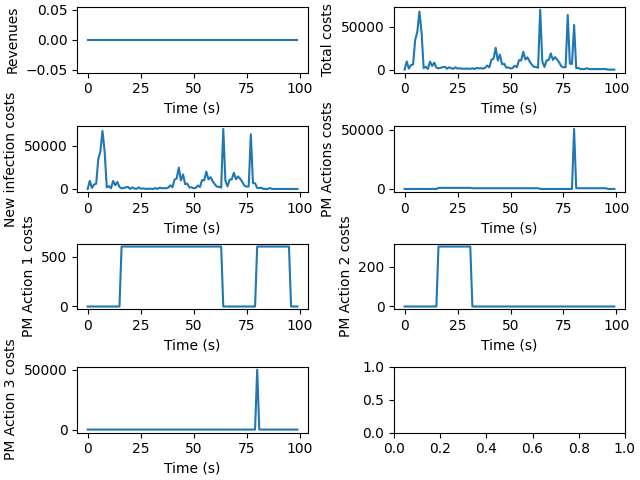 Revenues
0.05
0.00
−0.05
0 25 50 75 100
Time (s)
Total costs
50000
0
0 25 50 75 100
Time (s)
New infection costs
50000
0
0 25 50 75 100
Time (s)
PM Actions costs
50000
0
0 25 50 75 100
Time (s)
PM Action 1 costs
500
0
0 25 50 75 100
Time (s)
PM Action 2 costs
200
0
0 25 50 75 100
Time (s)
PM Action 3 costs
50000
0
0 25 50 75 100
Time (s)
1.0
0.5
0.0
0.0 0.2 0.4 0.6 0.8 1.0